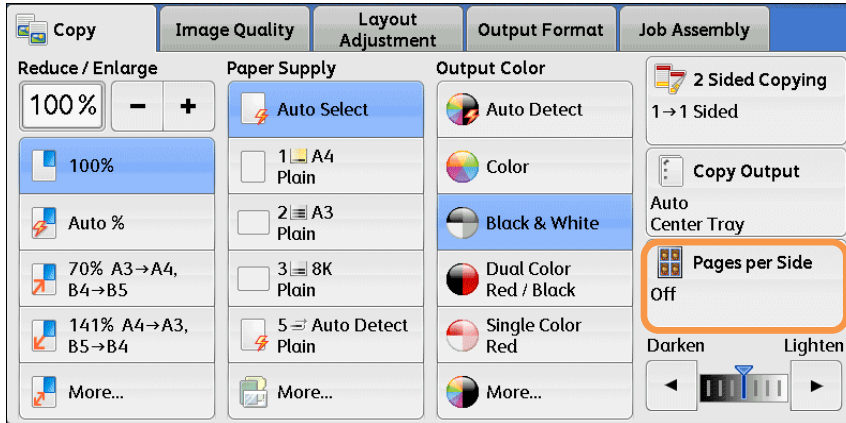 Copy
Image Quality
Layout
Adjustment
Output Format
Job Assembly
Reduce / Enlarge
100%
100%
Auto %
70% A3→A4,
B4→B5
141% A4→A3,
B5→B4
More...
Paper Supply
Auto Select
1 A4
Plain
2 A3
Plain
3 8K
Plain
5 Auto Detect
Plain
More...
Output Color
Auto Detect
Color
Black & White
Dual Color
Red / Black
Single Color
Red
More...
2 Sided Copying
1→1 Sided
Copy Output
Auto
Center Tray
Pages per Side
Off
Darken Lighten